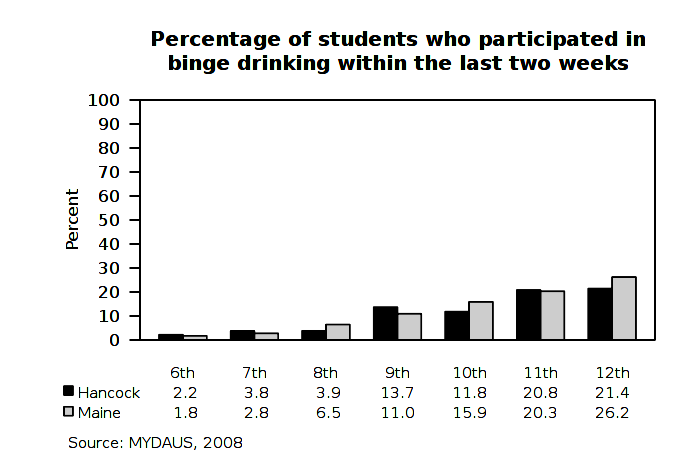 Percentage of students who participated in
binge drinking within the last two weeks
Percent
100
90
80
70
60
50
40
30
20
10
0
6th 7th 8th 9th 10th 11th 12th
Hancock 2.2 3.8 3.9 13.7 11.8 20.8 21.4
Maine 1.8 2.8 6.5 11.0 15.9 20.3 26.2
Source: MYDAUS, 2008